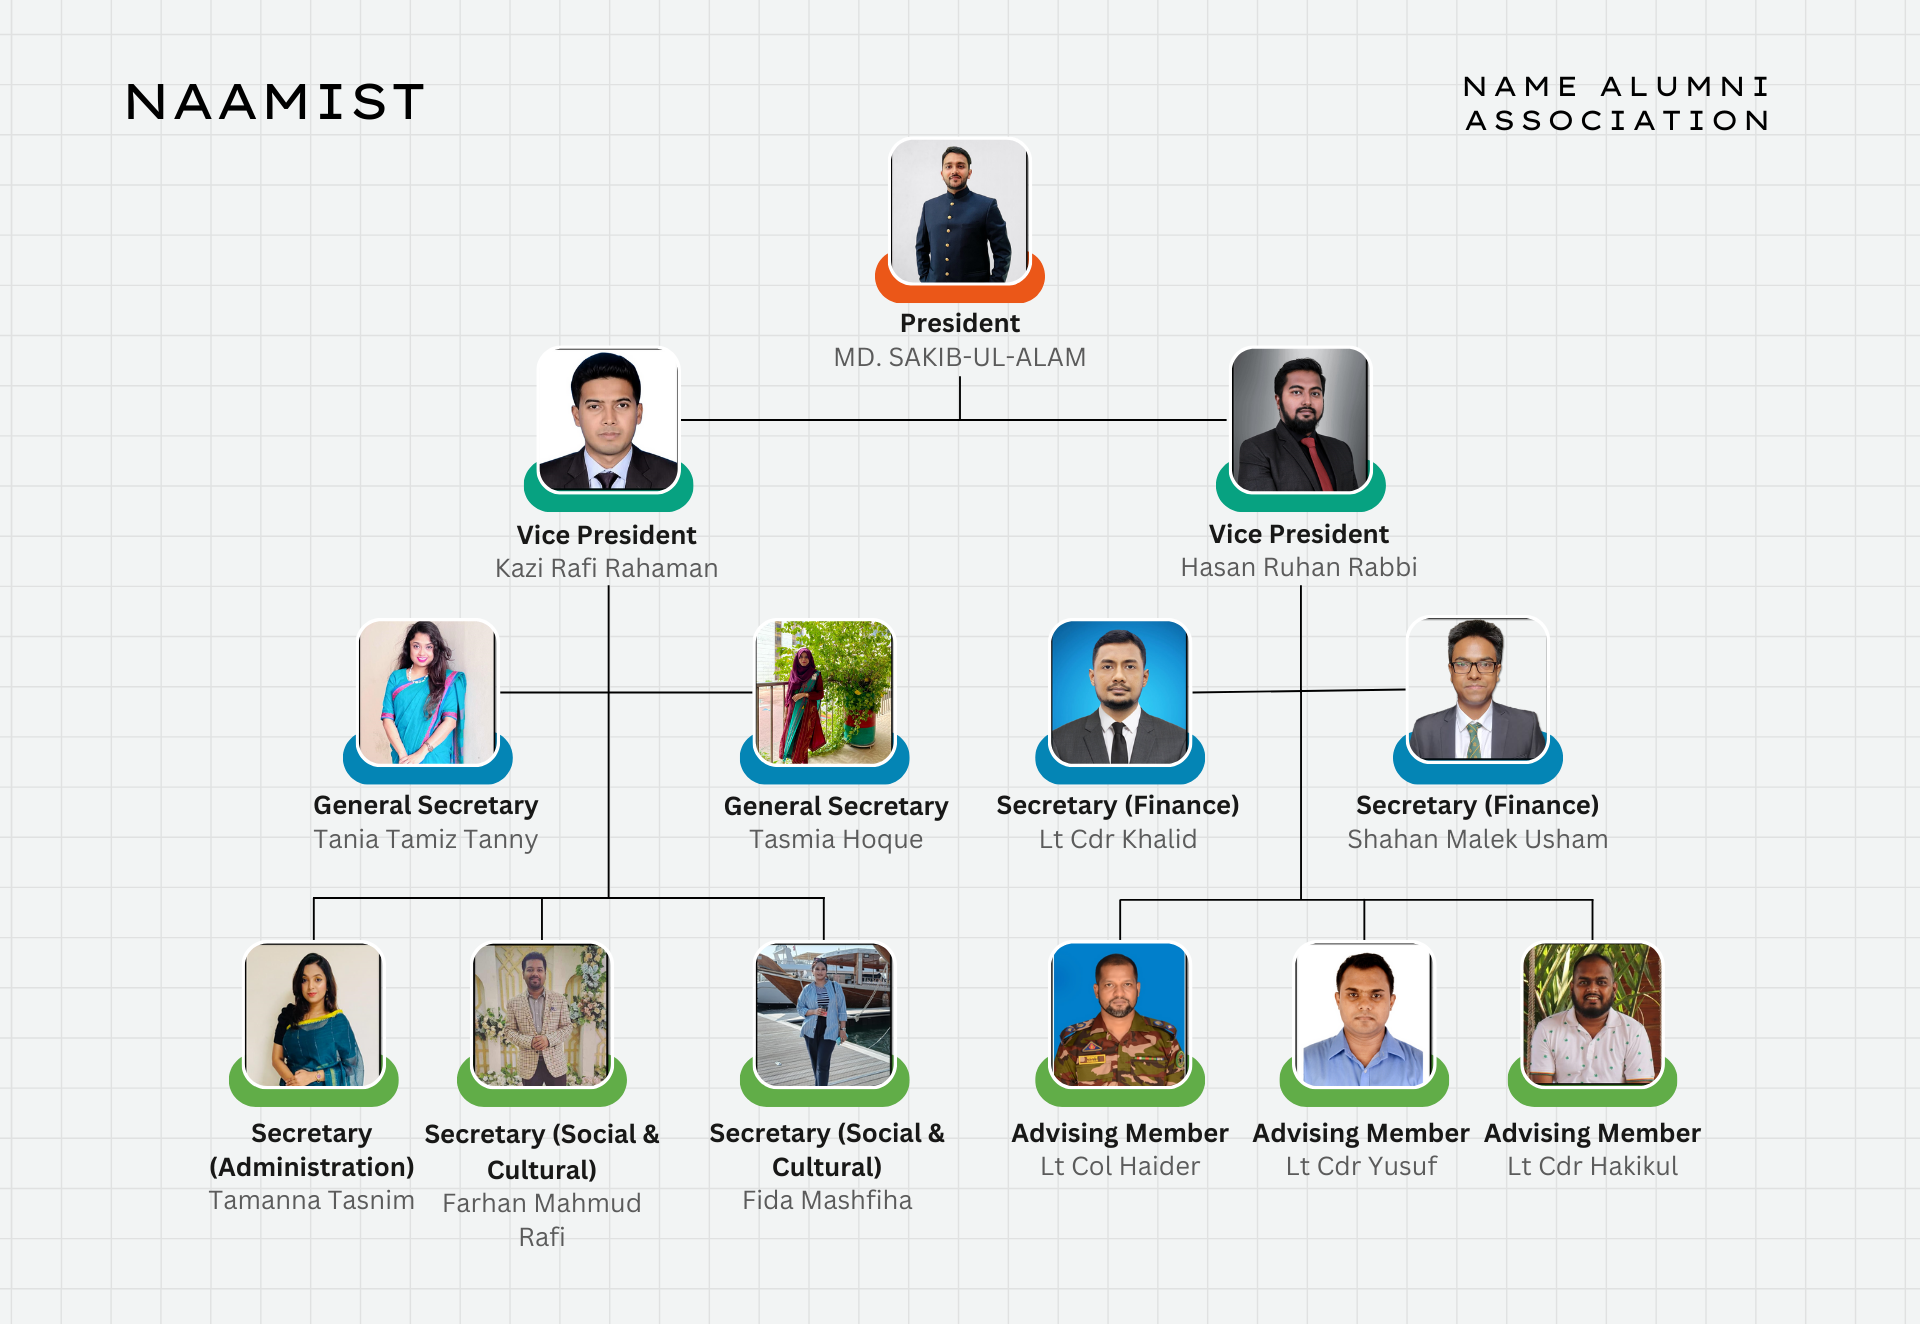 NAAMIST
NAME ALUMNI
ASSOCIATION
President
MD. SAKIB-UL-ALAM
Vice President
Kazi Rafi Rahaman
Vice President
Hasan Ruhan Rabbi
General Secretary
Tania Tamiz Tanny
General Secretary
Tasmia Hoque
Secretary (Finance)
Lt Cdr Khalid
Secretary (Finance)
Shahan Malek Usham
Secretary
(Administration)
Tamanna Tasnim
Secretary (Social &
Cultural)
Farhan Mahmud
Rafi
Secretary (Social &
Cultural)
Fida Mashfiha
Advising Member
Lt Col Haider
Advising Member
Lt Cdr Yusuf
Advising Member
Lt Cdr Hakikul